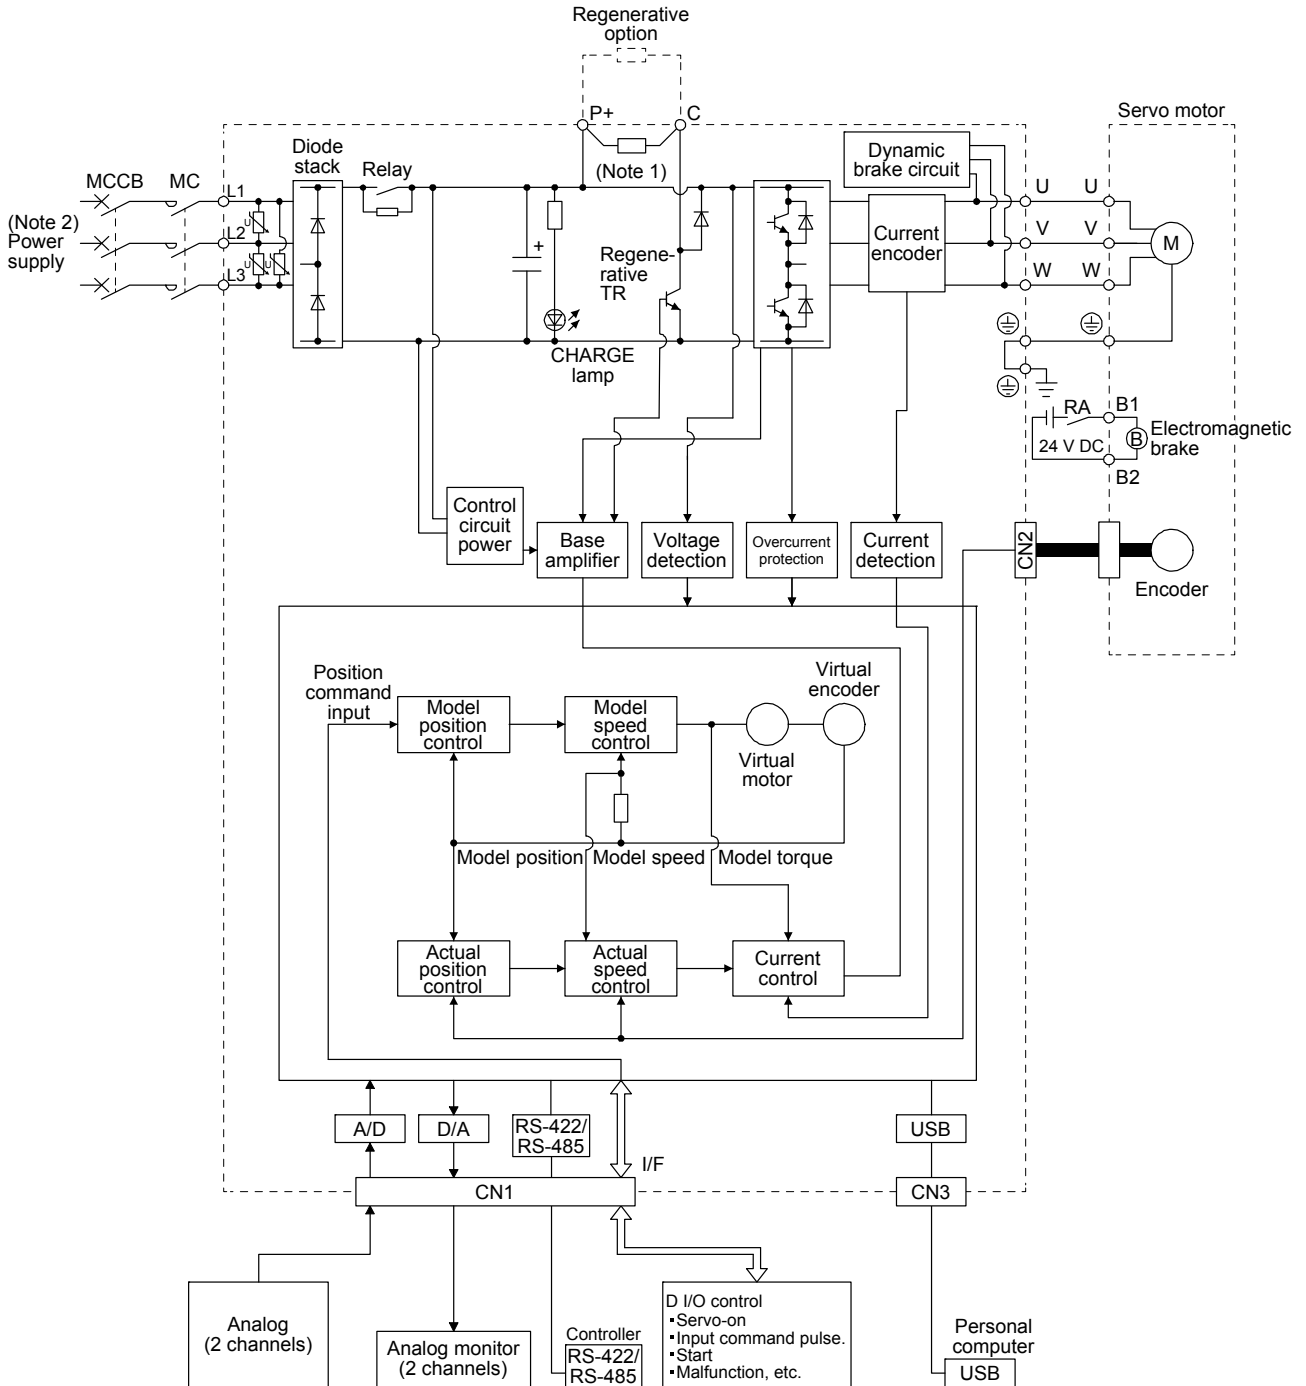 Regenerative
option
P+
C
Servo motor
Diode
stack
Relay
(Note 1)
Dynamic
brake circuit
MCCB
MC
L1
L2
L3
(Note 2)
Power
supply
U
U
U
U
U
V
V
W
W
M
Current
encoder
+
Regene-
rative
TR
CHARGE
lamp
RA
B1
24 V DC
B
Electromagnetic
brake
B2
Control
circuit
power
Base
amplifier
Voltage
detection
Overcurrent
protection
Current
detection
CN2
Encoder
Position
command
input
Virtual
encoder
Model
position
control
Model
speed
control
Virtual
motor
Model position
Model speed
Model torque
Actual
position
control
Actual
speed
control
Current
control
A/D
D/A
RS-422/
RS-485
USB
I/F
CN1
CN3
Analog
(2 channels)
Analog monitor
(2 channels)
Controller
RS-422/
RS-485
D I/O control
▪Servo-on
▪Input command pulse.
▪Start
▪Malfunction, etc.
Personal
computer
USB